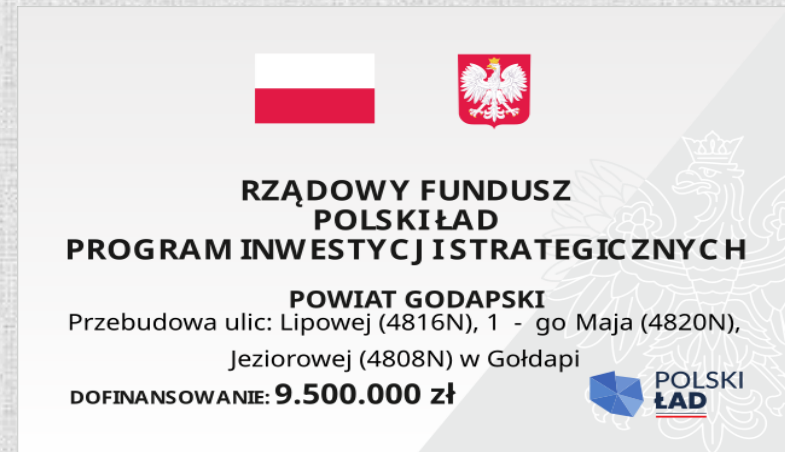 RZĄDOWY FUNDUSZ
POLSKI ŁAD
PROGRAM INWESTYCJI STRATEGICZNYCH
POWIAT GODAPSKI
Przebudowa ulic: Lipowej (4816N), 1 - go Maja (4820N),
Jeziorowej (4808N) w Gołdapi
DOFINANSOWANIE: 9.500.000 zł
POLSKI
ŁAD